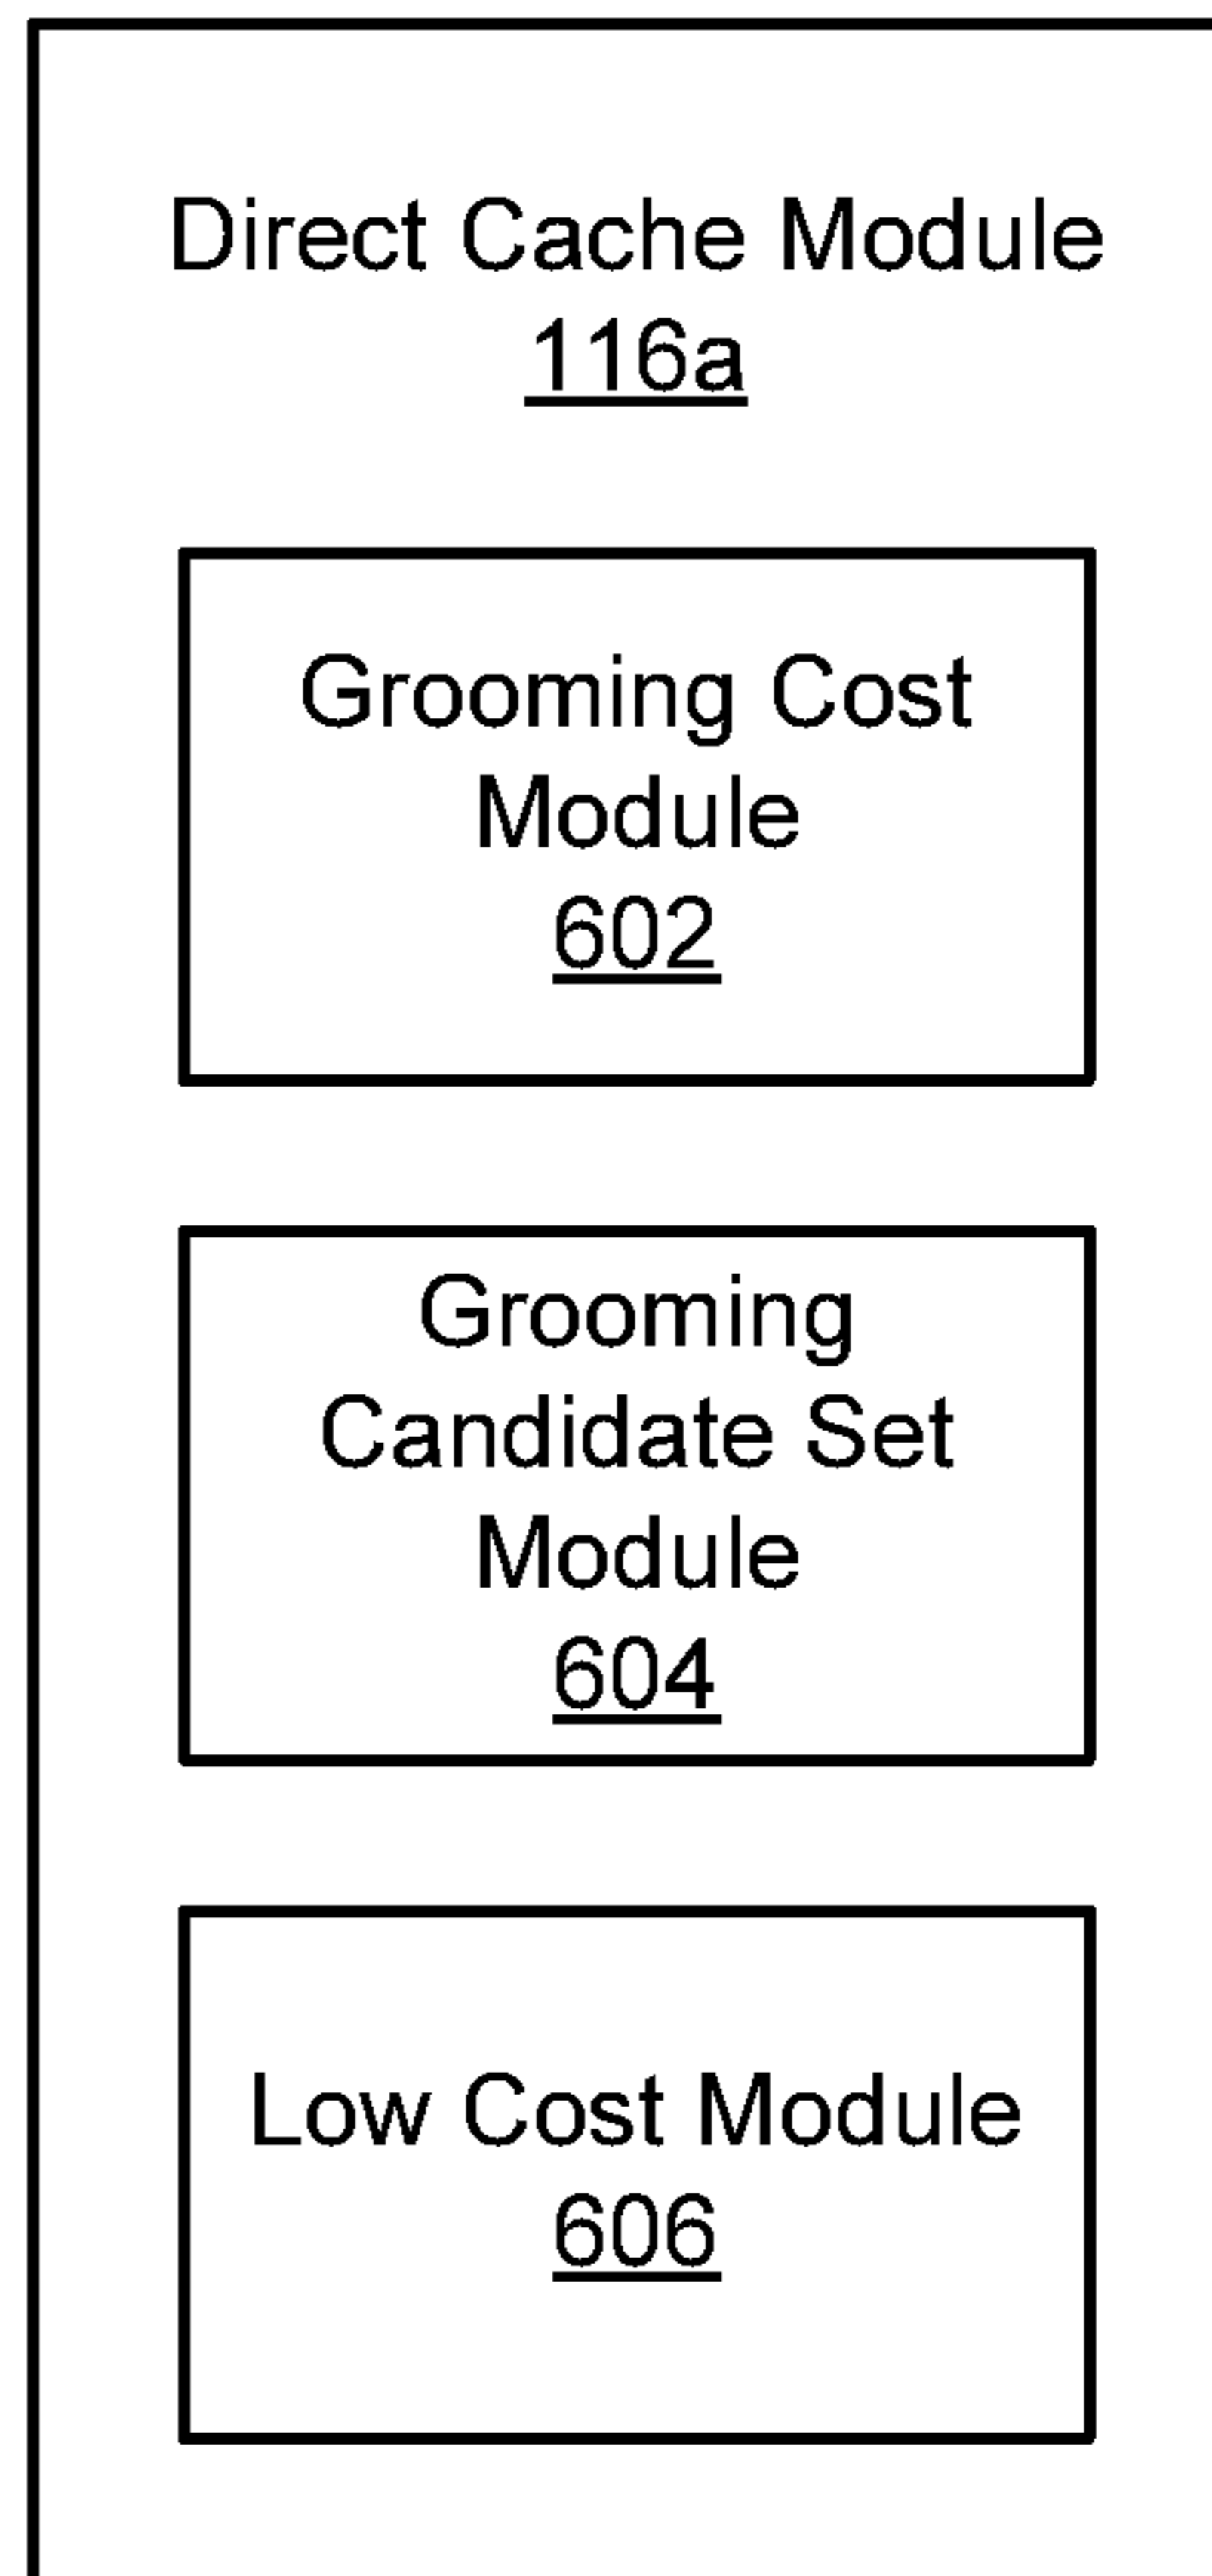 Direct Cache Module
116a
Grooming Cost
Module
602
Grooming
Candidate Set
Module
604
Low Cost Module
606